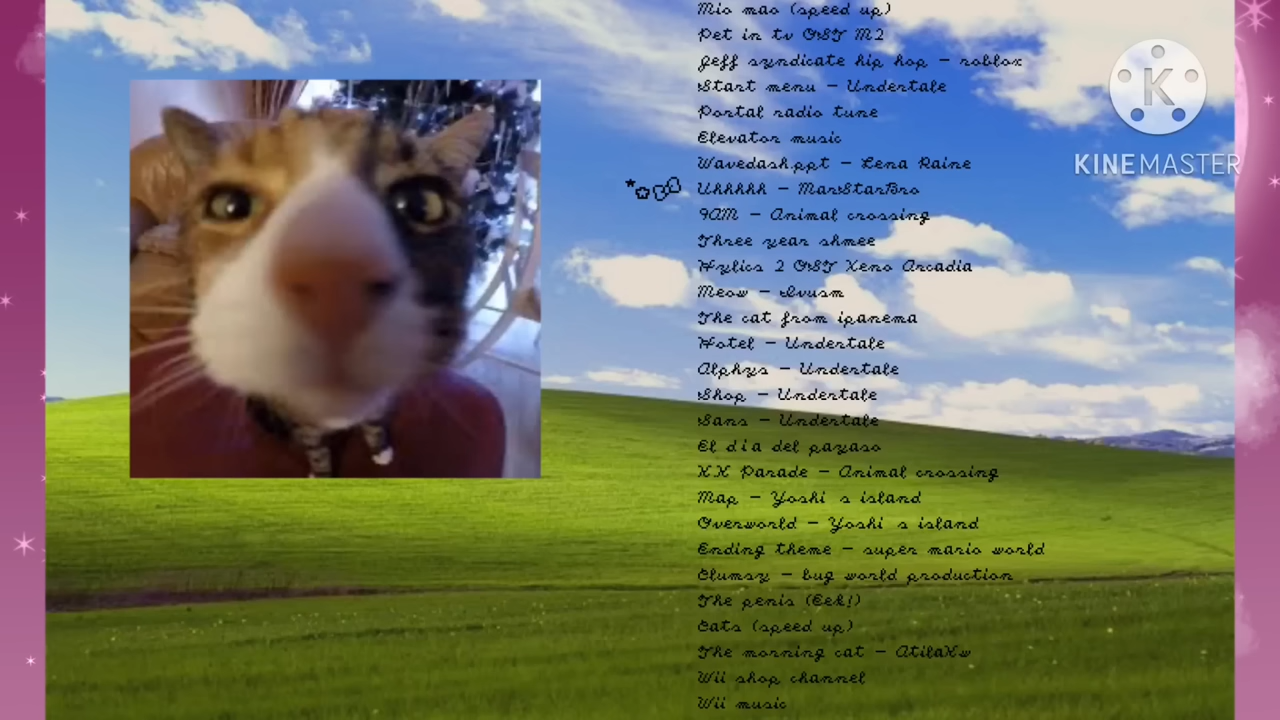 Mio mao (speed up)
Pet in tv OST M2
Jeff syndicate hip hop - roblox
Start menu - Undertale
Portal radio tune
Elevator music
Wavedash.ppt - Lena Raine
Uhhhhh - MarStarBro
9AM - Animal crossing
Three year shmee
Hylics 2 OST Xeno Arcadia
Meow - Ivusm
The cat from ipanema
Hotel - Undertale
Alphys - Undertale
Shop - Undertale
Sans - Undertale
El día del payaso
KK Parade - Animal crossing
Map - Yoshi s island
Overworld - Yoshi s island
Ending theme - super mario world
Clumsy - bug world production
The penis (Eek!)
Cats (speed up)
The morning cat - AtilaKw
Wii shop channel
Wii music
K
KINEMASTER